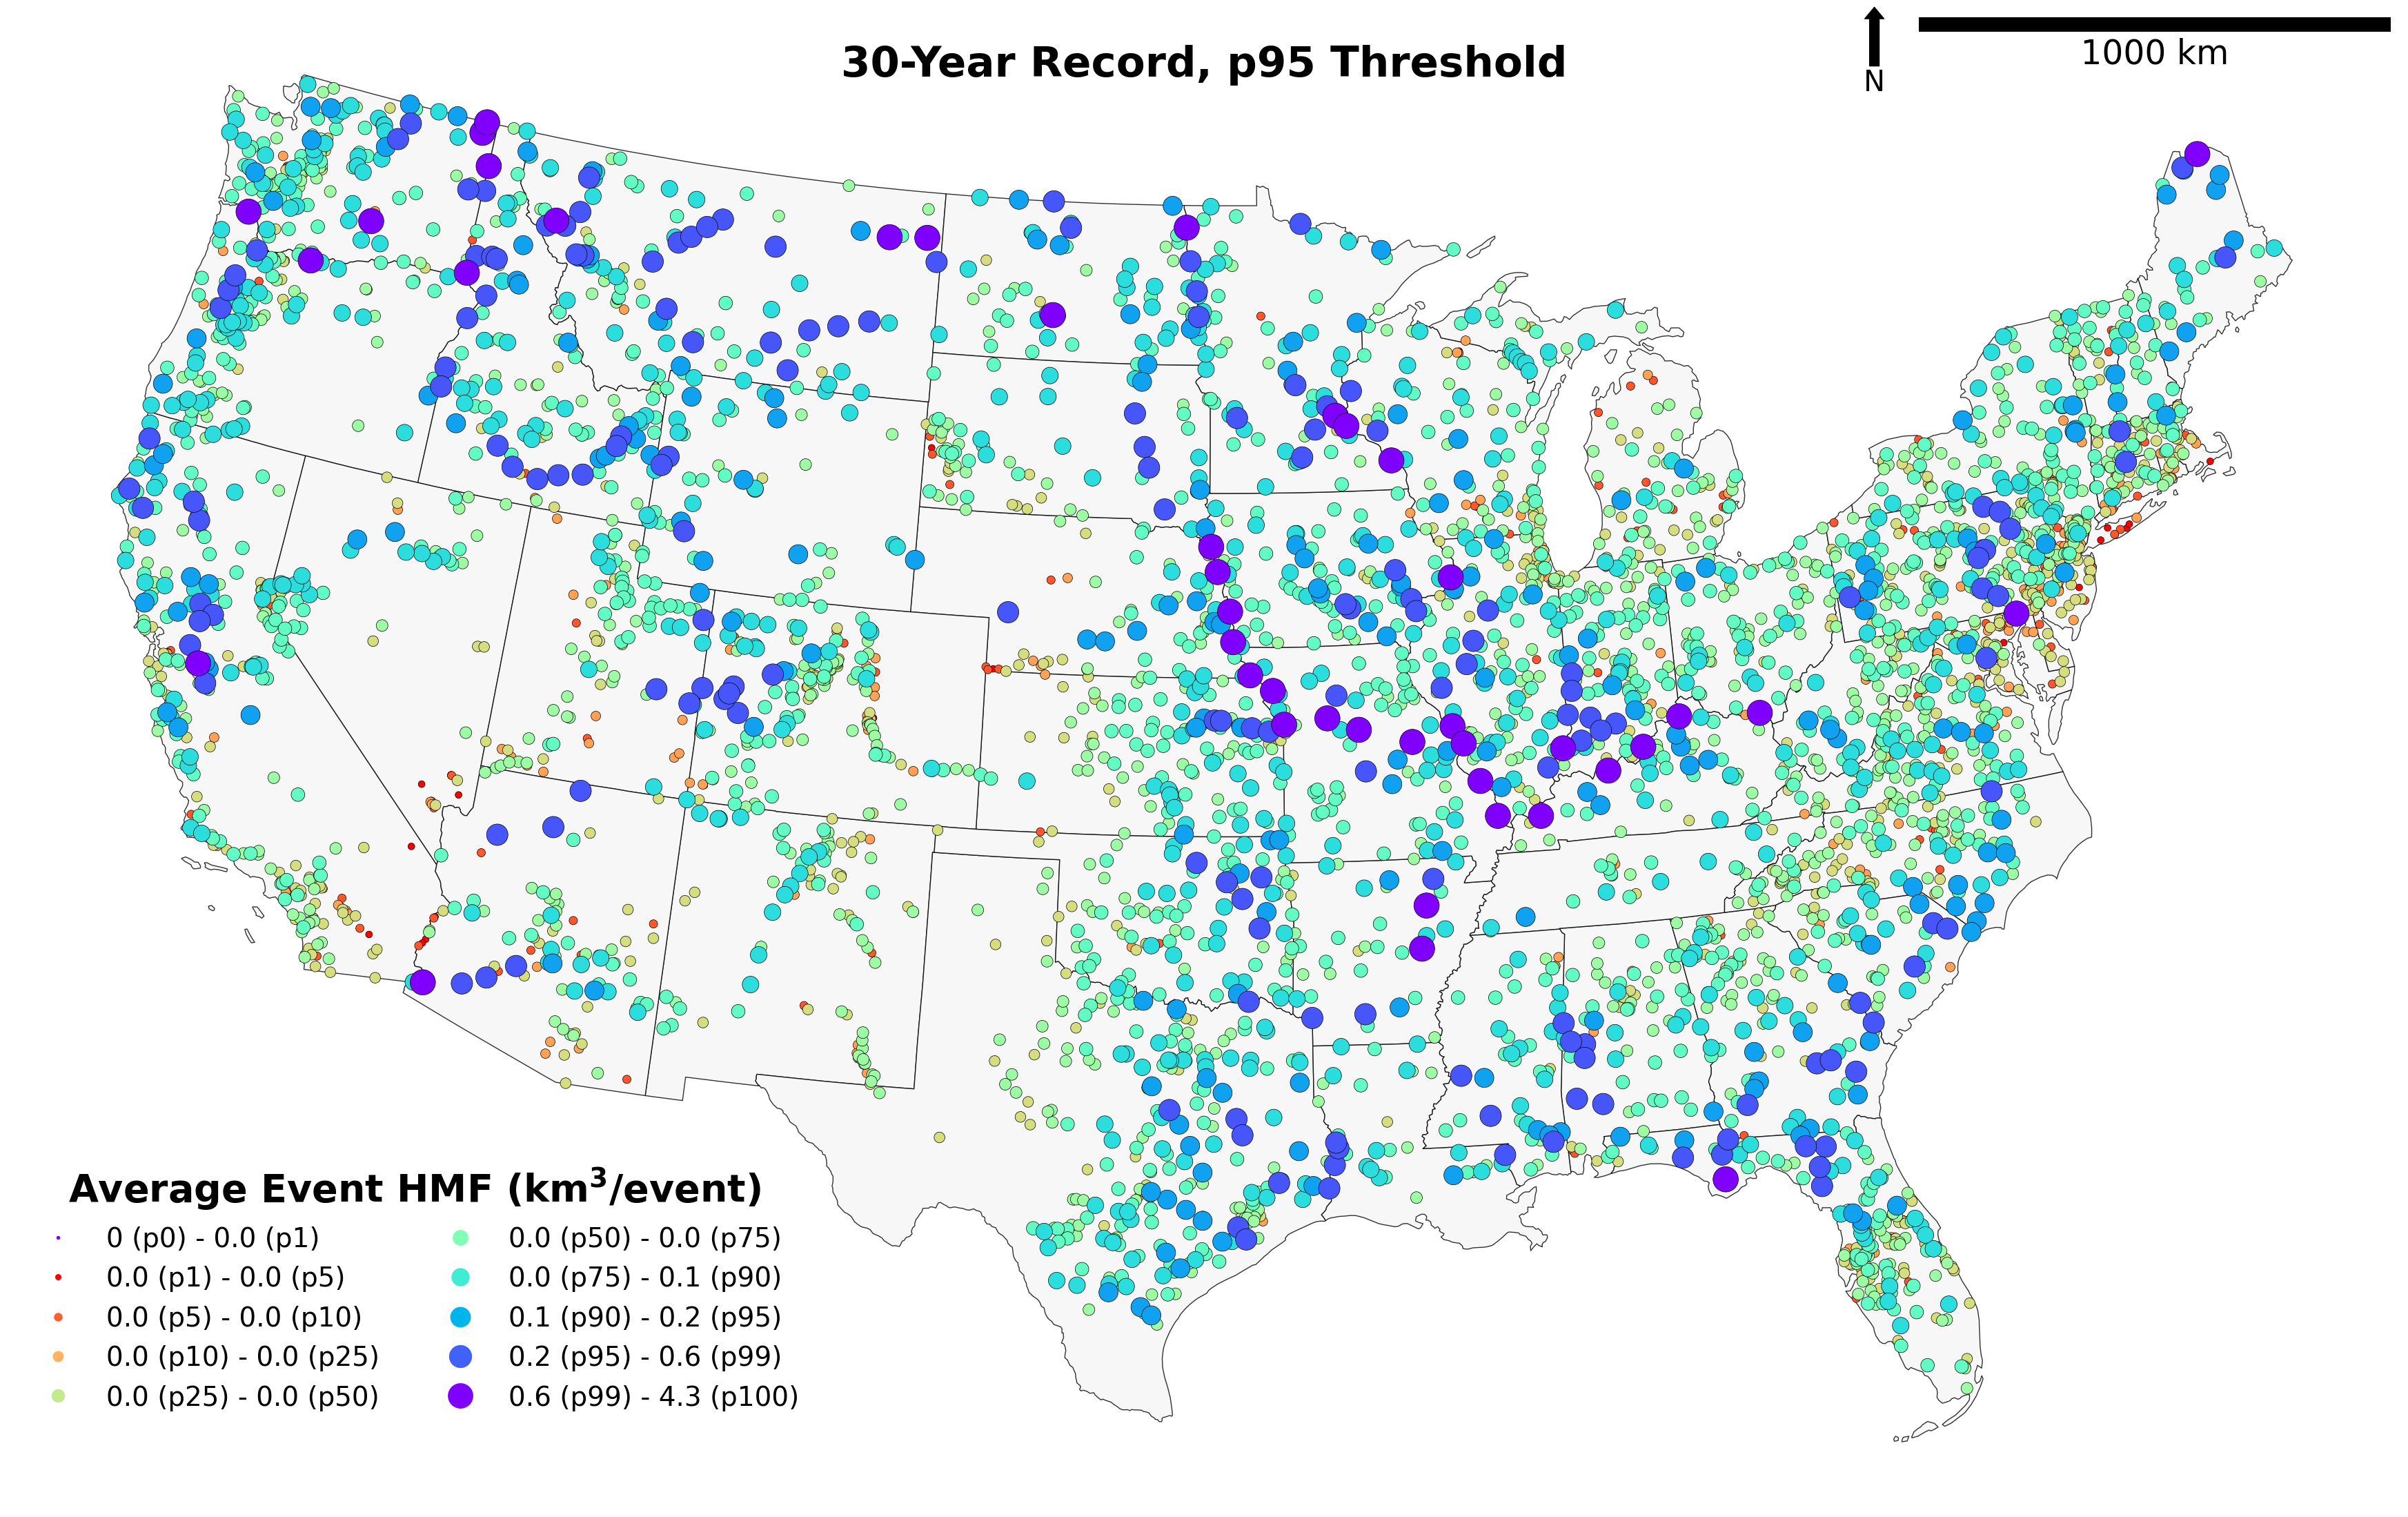 30-Year Record, p95 Threshold
N
1000 km
Average Event HMF (km³/event)
0 (p0) - 0.0 (p1)
0.0 (p1) - 0.0 (p5)
0.0 (p5) - 0.0 (p10)
0.0 (p10) - 0.0 (p25)
0.0 (p25) - 0.0 (p50)
0.0 (p50) - 0.0 (p75)
0.0 (p75) - 0.1 (p90)
0.1 (p90) - 0.2 (p95)
0.2 (p95) - 0.6 (p99)
0.6 (p99) - 4.3 (p100)